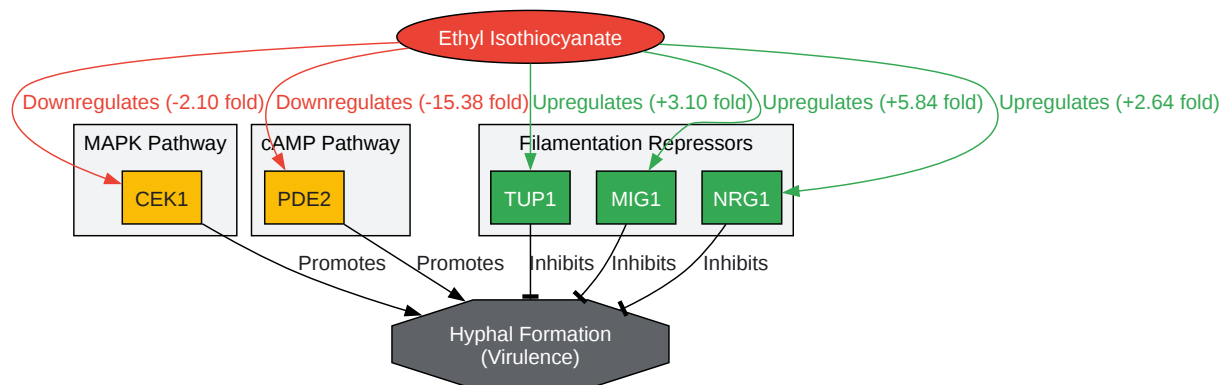 Ethyl Isothiocyanate
Downregulates (-2.10 fold)
Downregulates (-15.38 fold)
Upregulates (+3.10 fold)
Upregulates (+5.84 fold)
Upregulates (+2.64 fold)
MAPK Pathway
cAMP Pathway
Filamentation Repressors
CEK1
PDE2
TUP1
MIG1
NRG1
Promotes
Promotes
Inhibits
Inhibits
Inhibits
Hyphal Formation
(Virulence)